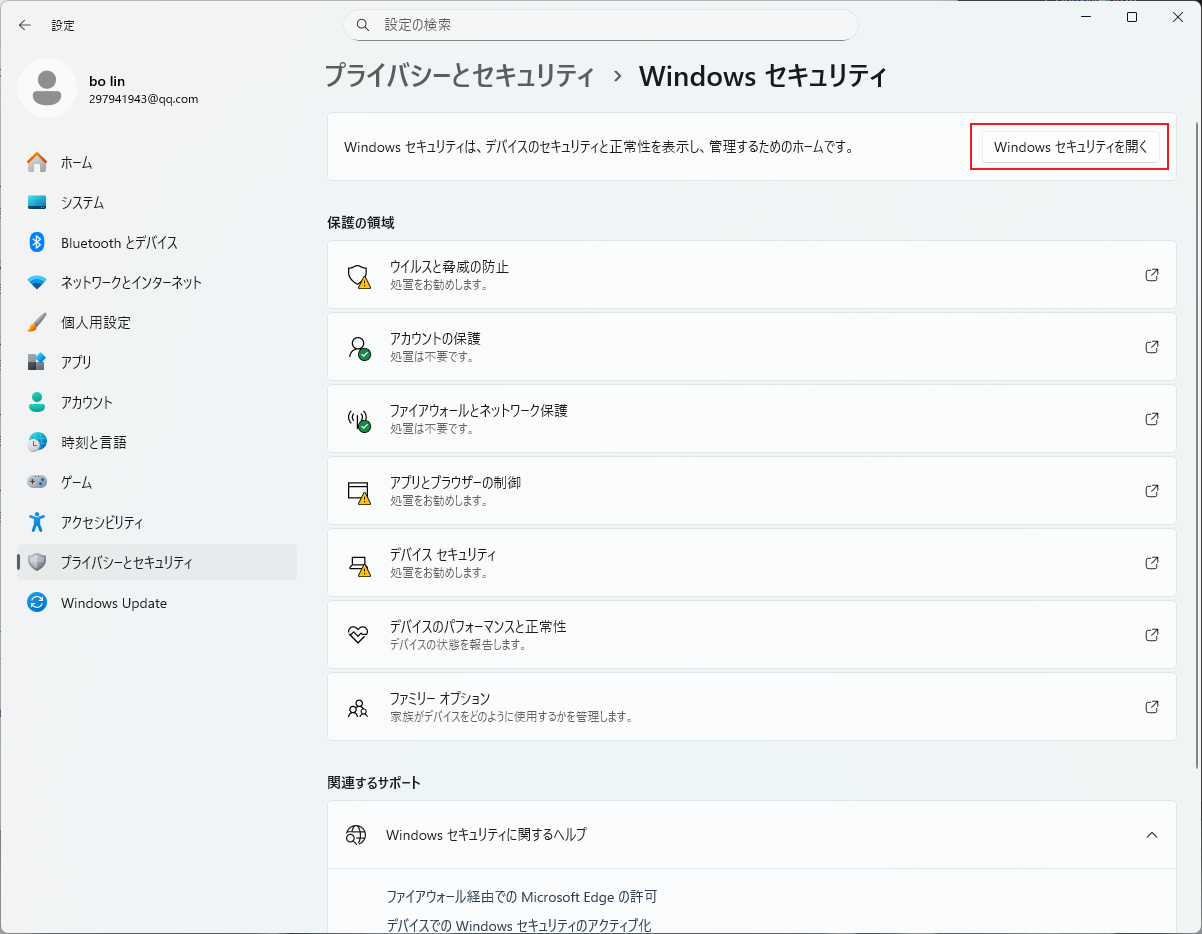 設定
設定の検索
bo lin
297941943@qq.com
ホーム
システム
Bluetooth とデバイス
ネットワークとインターネット
個人用設定
アプリ
アカウント
時刻と言語
ゲーム
アクセシビリティ
プライバシーとセキュリティ
Windows Update
プライバシーとセキュリティ › Windows セキュリティ
Windows セキュリティは、デバイスのセキュリティと正常性を表示し、管理するためのホームです。
Windows セキュリティを開く
保護の領域
ウイルスと脅威の防止
処置をお勧めします。
アカウントの保護
処置は不要です。
ファイアウォールとネットワーク保護
処置は不要です。
アプリとブラウザーの制御
処置をお勧めします。
デバイス セキュリティ
処置をお勧めします。
デバイスのパフォーマンスと正常性
デバイスの状態を報告します。
ファミリー オプション
家族がデバイスをどのように使用するかを管理します。
関連するサポート
Windows セキュリティに関するヘルプ
ファイアウォール経由での Microsoft Edge の許可
デバイスでの Windows セキュリティのアクティブ化